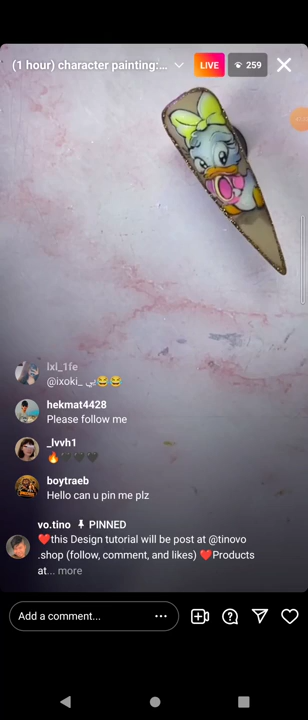 (1 hour) character painting:...
LIVE
259
lxl_1fe
@ixoki_ يبي😂😂
hekmat4428
Please follow me
_lvvh1
🔥🖤🖤🖤
boytraeb
Hello can u pin me plz
vo.tino PINNED
❤️this Design tutorial will be post at @tinovo
.shop (follow, comment, and likes) ❤️Products
at... more
Add a comment...